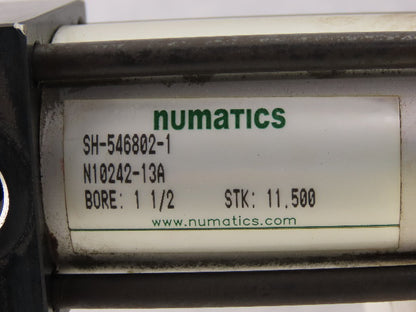 numatics
SH-546802-1
N10242-13A
BORE: 1 1/2 STK: 11.500
www.numatics.com